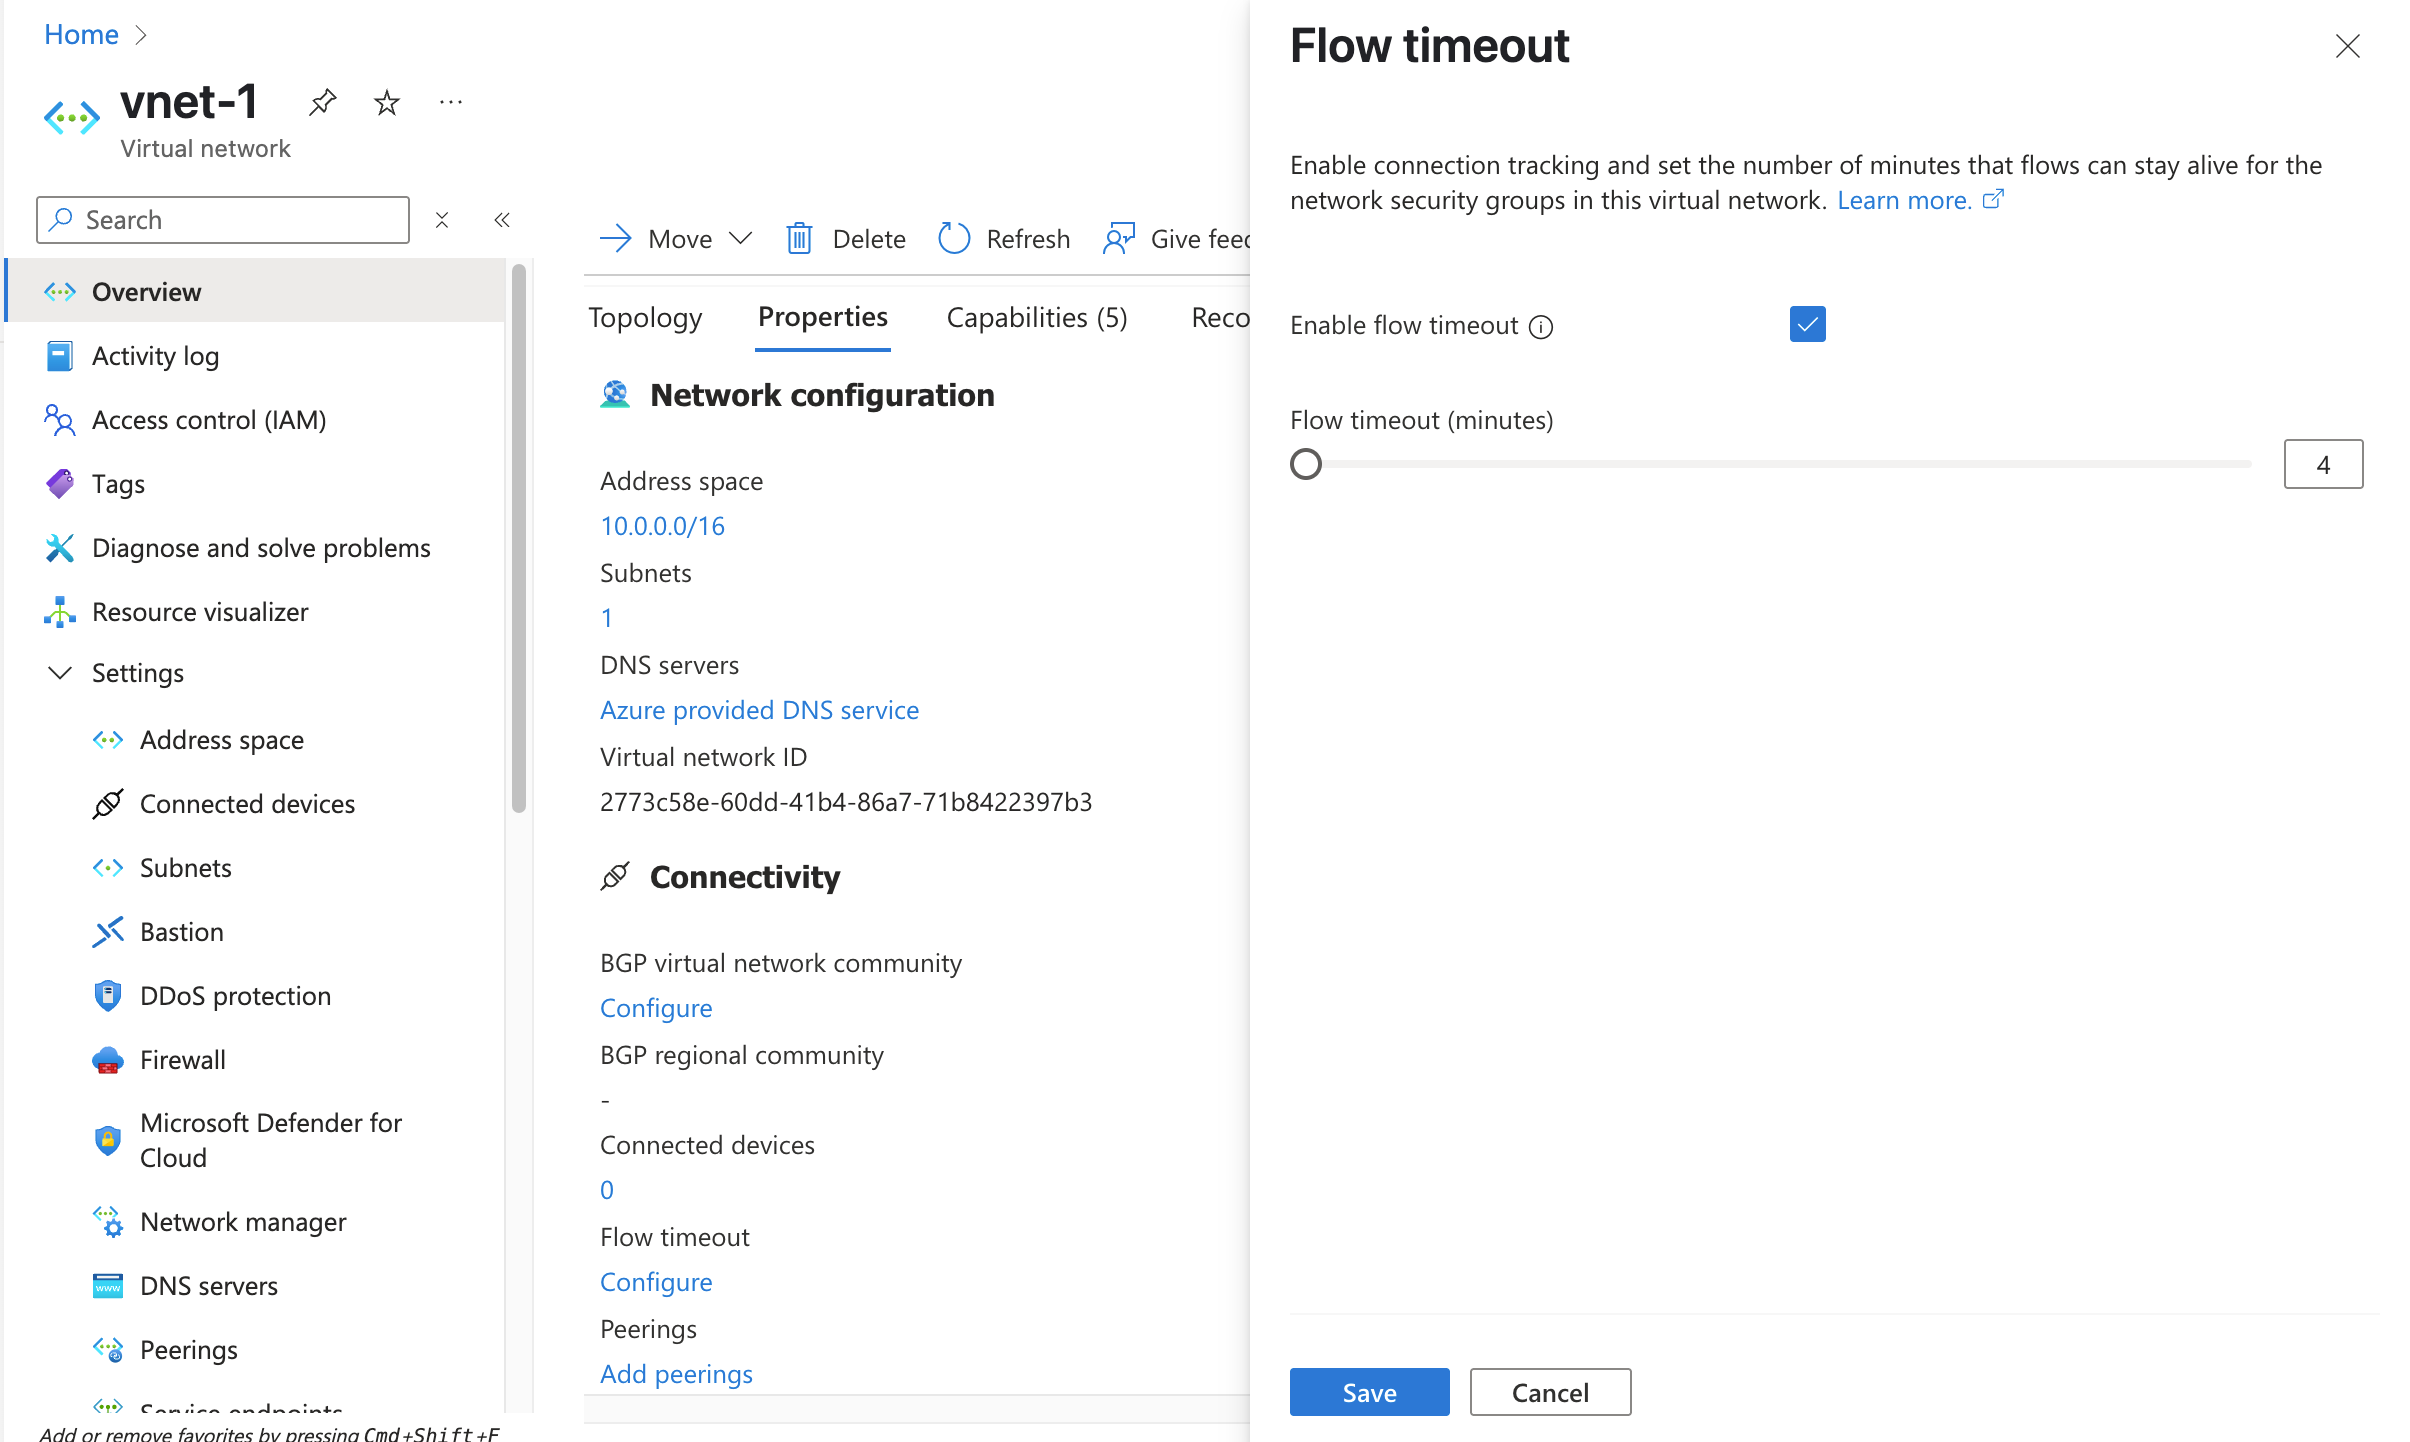 Home
vnet-1
Virtual network
Search
Overview
Activity log
Access control (IAM)
Tags
Diagnose and solve problems
Resource visualizer
Settings
Address space
Connected devices
Subnets
Bastion
DDoS protection
Firewall
Microsoft Defender for
Cloud
Network manager
DNS servers
Peerings
Service endpoints
Add or remove favorites by pressing Cmd+Shift+F
Move
Delete
Refresh
Give feed
Topology
Properties
Capabilities (5)
Reco
Network configuration
Address space
10.0.0.0/16
Subnets
1
DNS servers
Azure provided DNS service
Virtual network ID
2773c58e-60dd-41b4-86a7-71b8422397b3
Connectivity
BGP virtual network community
Configure
BGP regional community
-
Connected devices
0
Flow timeout
Configure
Peerings
Add peerings
Flow timeout
Enable connection tracking and set the number of minutes that flows can stay alive for the
network security groups in this virtual network. Learn more.
Enable flow timeout
Flow timeout (minutes)
4
Save
Cancel